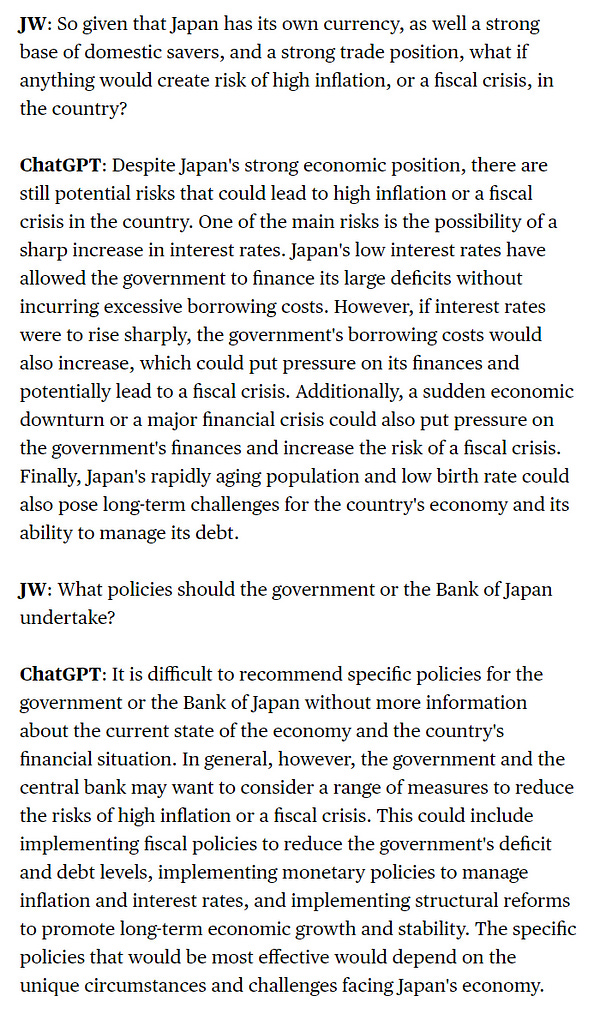 JW: So given that Japan has its own currency, as well a strong
base of domestic savers, and a strong trade position, what if
anything would create risk of high inflation, or a fiscal crisis, in
the country?
ChatGPT: Despite Japan's strong economic position, there are
still potential risks that could lead to high inflation or a fiscal
crisis in the country. One of the main risks is the possibility of a
sharp increase in interest rates. Japan's low interest rates have
allowed the government to finance its large deficits without
incurring excessive borrowing costs. However, if interest rates
were to rise sharply, the government's borrowing costs would
also increase, which could put pressure on its finances and
potentially lead to a fiscal crisis. Additionally, a sudden economic
downturn or a major financial crisis could also put pressure on
the government's finances and increase the risk of a fiscal crisis.
Finally, Japan's rapidly aging population and low birth rate could
also pose long-term challenges for the country's economy and its
ability to manage its debt.
JW: What policies should the government or the Bank of Japan
undertake?
ChatGPT: It is difficult to recommend specific policies for the
government or the Bank of Japan without more information
about the current state of the economy and the country's
financial situation. In general, however, the government and the
central bank may want to consider a range of measures to reduce
the risks of high inflation or a fiscal crisis. This could include
implementing fiscal policies to reduce the government's deficit
and debt levels, implementing monetary policies to manage
inflation and interest rates, and implementing structural reforms
to promote long-term economic growth and stability. The specific
policies that would be most effective would depend on the
unique circumstances and challenges facing Japan's economy.